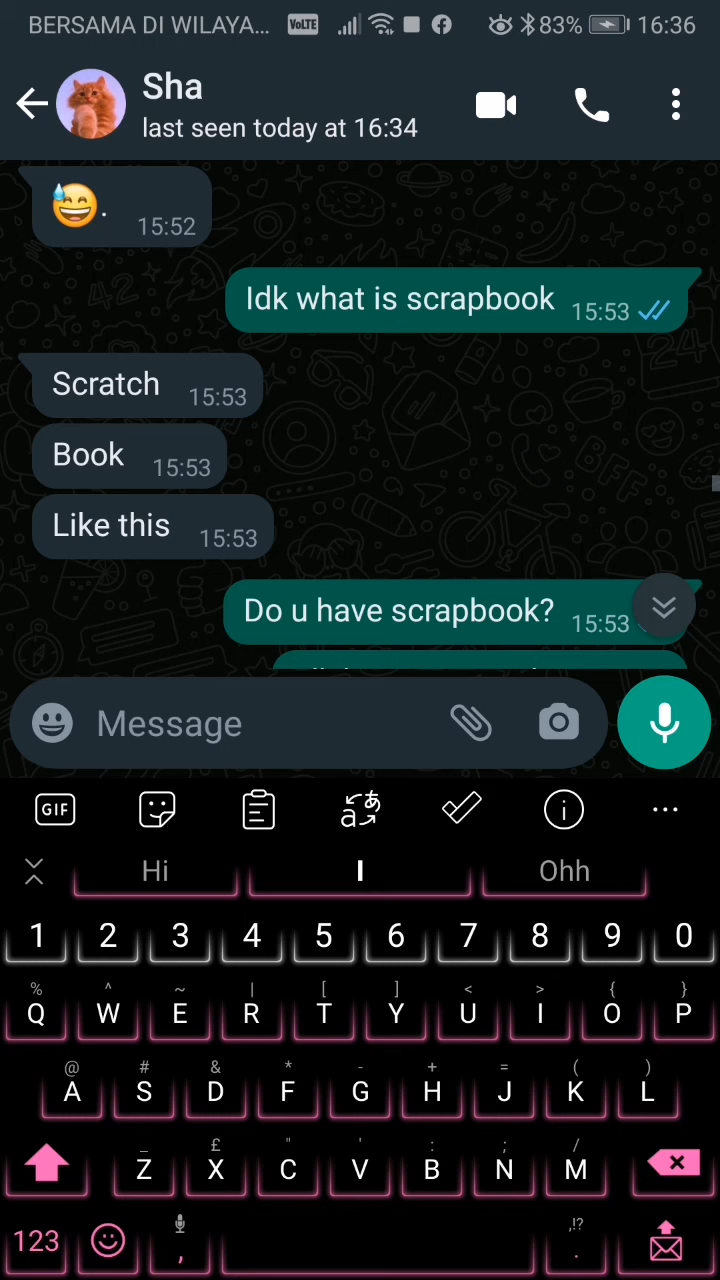 BERSAMA DI WILAYA... VoLTE 83% 16:36
Sha
last seen today at 16:34
😅. 15:52
Idk what is scrapbook 15:53
Scratch 15:53
Book 15:53
Like this 15:53
Do u have scrapbook? 15:53
Message
GIF
Hi I Ohh
1 2 3 4 5 6 7 8 9 0
% ^ ~ | [ ] < > { }
Q W E R T Y U I O P
@ # & * - + = ( )
A S D F G H J K L
_ £ " ' : ; /
Z X C V B N M
,!?
123 , .